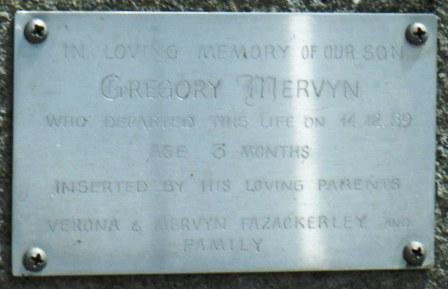 IN LOVING MEMORY OF OUR SON
GREGORY MERVYN
WHO DEPARTED THIS LIFE ON 14.12.89
AGE 3 MONTHS
INSERTED BY HIS LOVING PARENTS
VERONA & MERVYN FAZACKERLEY AND
FAMILY